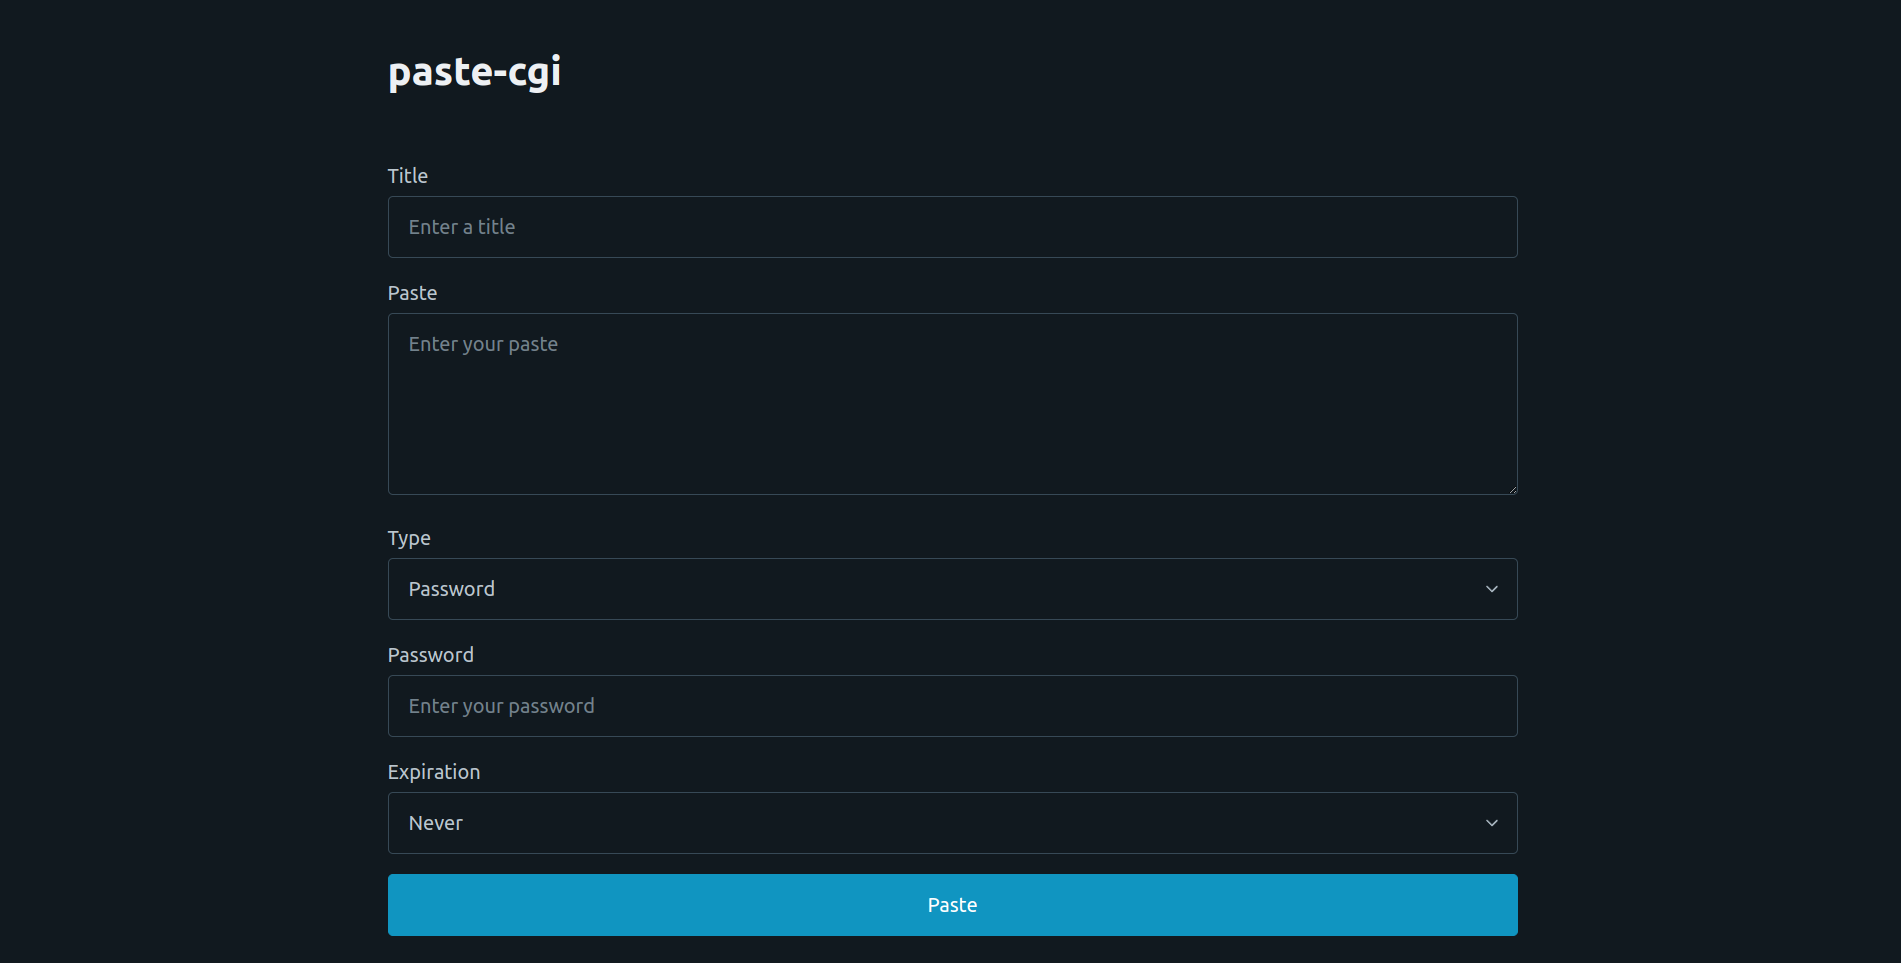 paste-cgi
Title
Enter a title
Paste
Enter your paste
Type
Password
Password
Enter your password
Expiration
Never
Paste